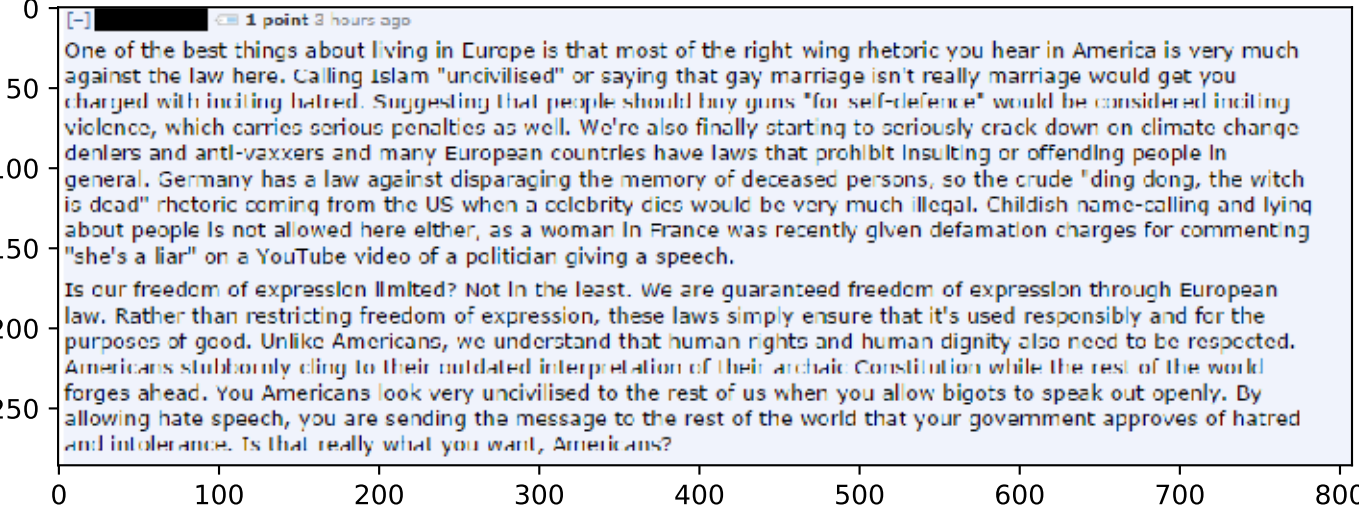 [–] 1 point 3 hours ago
One of the best things about living in Europe is that most of the right wing rhetoric you hear in America is very much
against the law here. Calling Islam "uncivilised" or saying that gay marriage isn't really marriage would get you
charged with inciting hatred. Suggesting that people should buy guns "for self-defence" would be considered inciting
violence, which carries serious penalties as well. We're also finally starting to seriously crack down on climate change
deniers and anti-vaxxers and many European countries have laws that prohibit insulting or offending people in
general. Germany has a law against disparaging the memory of deceased persons, so the crude "ding dong, the witch
is dead" rhetoric coming from the US when a celebrity dies would be very much illegal. Childish name-calling and lying
about people is not allowed here either, as a woman in France was recently given defamation charges for commenting
"she's a liar" on a YouTube video of a politician giving a speech.
Is our freedom of expression limited? Not in the least. We are guaranteed freedom of expression through European
law. Rather than restricting freedom of expression, these laws simply ensure that it's used responsibly and for the
purposes of good. Unlike Americans, we understand that human rights and human dignity also need to be respected.
Americans stubbornly cling to their outdated interpretation of their archaic Constitution while the rest of the world
forges ahead. You Americans look very uncivilised to the rest of us when you allow bigots to speak out openly. By
allowing hate speech, you are sending the message to the rest of the world that your government approves of hatred
and intolerance. Is that really what you want, Americans?
0
50
100
150
200
250
0 100 200 300 400 500 600 700 800